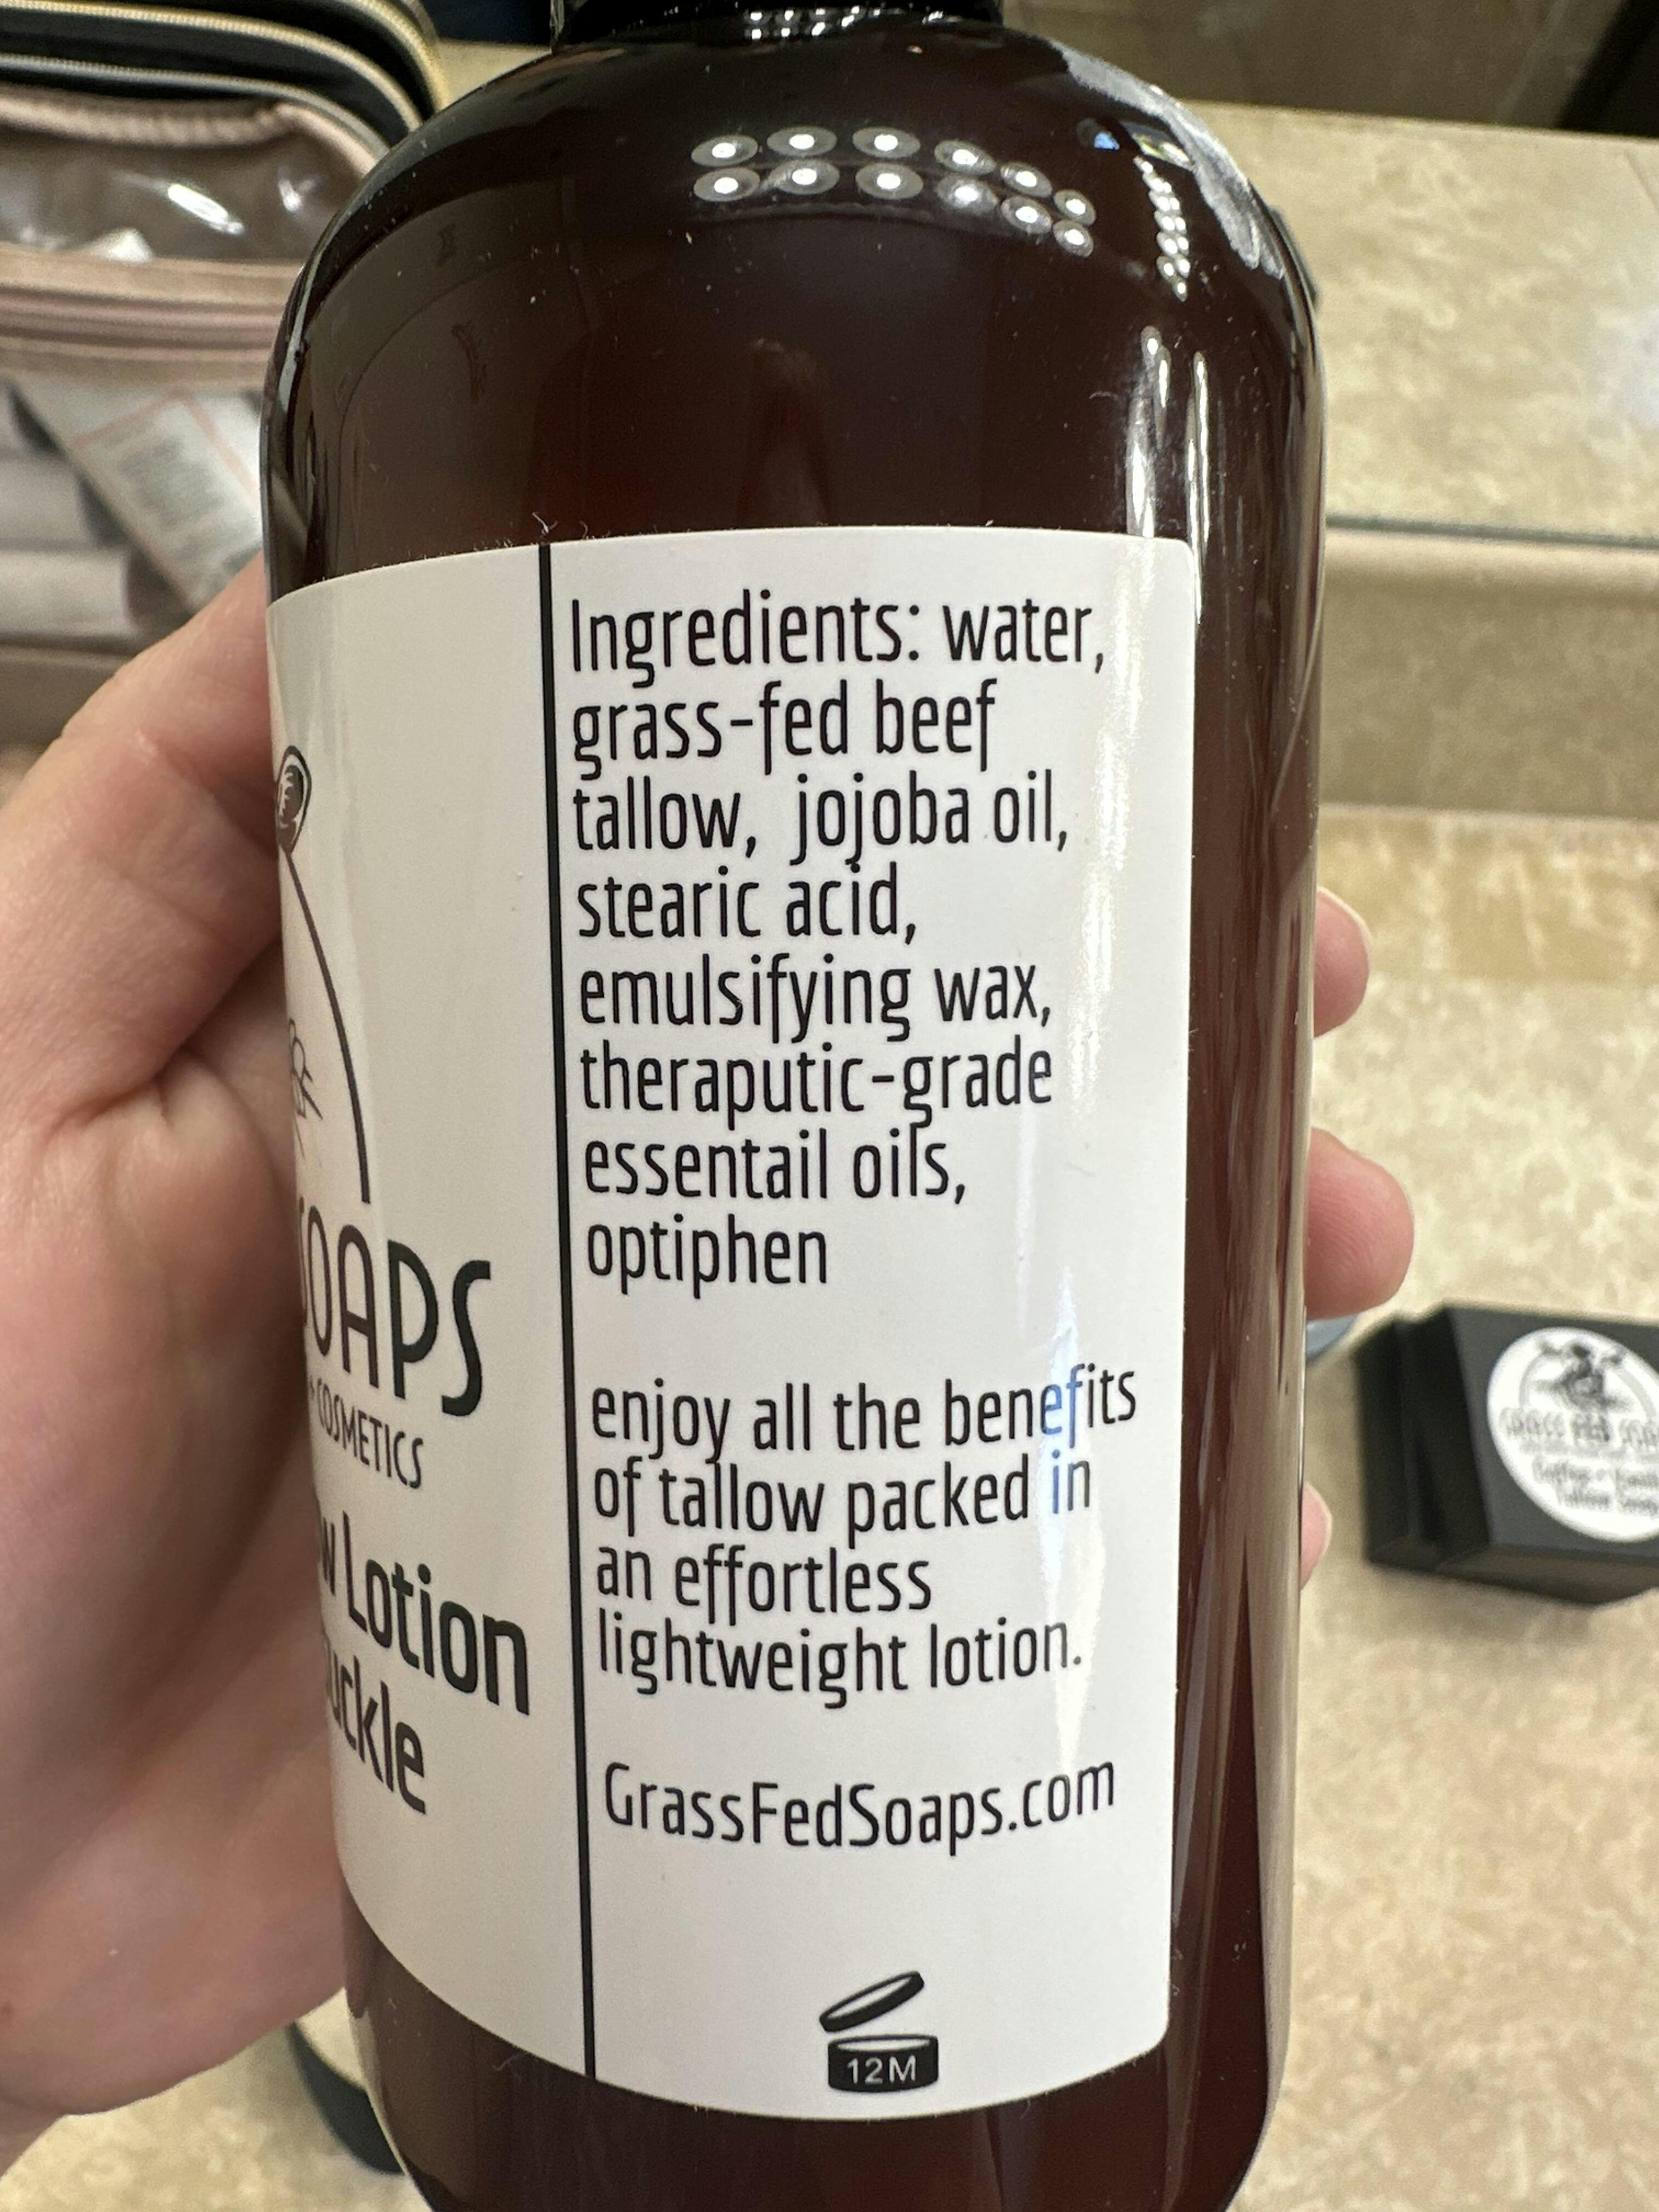 Ingredients: water,
grass-fed beef
tallow, jojoba oil,
stearic acid,
emulsifying wax,
theraputic-grade
essentail oils,
optiphen
enjoy all the benefits
of tallow packed in
an effortless
lightweight lotion.
GrassFedSoaps.com
12M
SOAPS
COSMETICS
Lotion